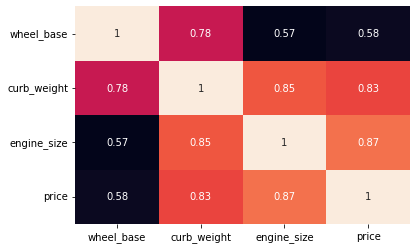 wheel_base 1 0.78 0.57 0.58
curb_weight 0.78 1 0.85 0.83
engine_size 0.57 0.85 1 0.87
price 0.58 0.83 0.87 1
wheel_base curb_weight engine_size price